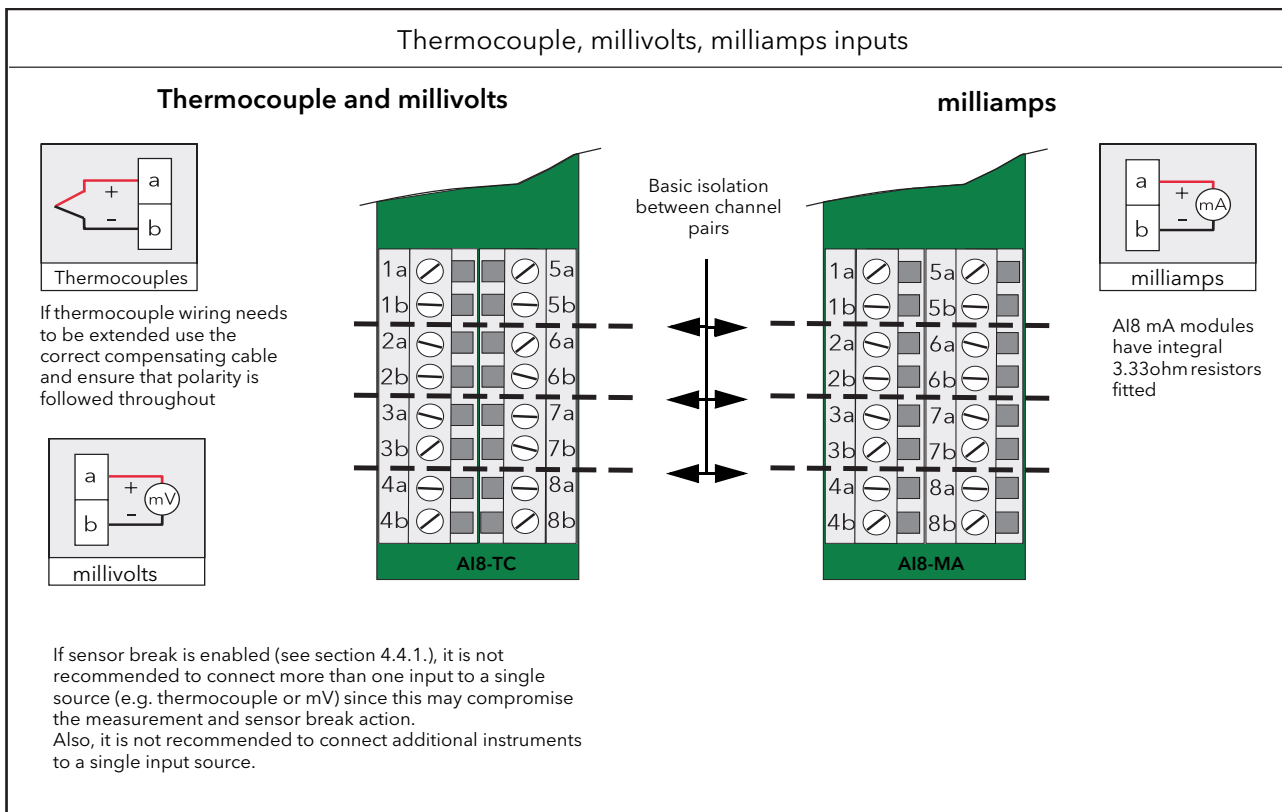 Thermocouple, millivolts, milliamps inputs
Thermocouple and millivolts
a
+
–
b
Thermocouples
If thermocouple wiring needs
to be extended use the
correct compensating cable
and ensure that polarity is
followed throughout
a
+
–
b
mV
millivolts
1a
1b
2a
2b
3a
3b
4a
4b
5a
5b
6a
6b
7a
7b
8a
8b
AI8-TC
Basic isolation
between channel
pairs
milliamps
1a
1b
2a
2b
3a
3b
4a
4b
5a
5b
6a
6b
7a
7b
8a
8b
AI8-MA
a
+
–
b
mA
milliamps
AI8 mA modules
have integral
3.33ohm resistors
fitted
If sensor break is enabled (see section 4.4.1.), it is not
recommended to connect more than one input to a single
source (e.g. thermocouple or mV) since this may compromise
the measurement and sensor break action.
Also, it is not recommended to connect additional instruments
to a single input source.